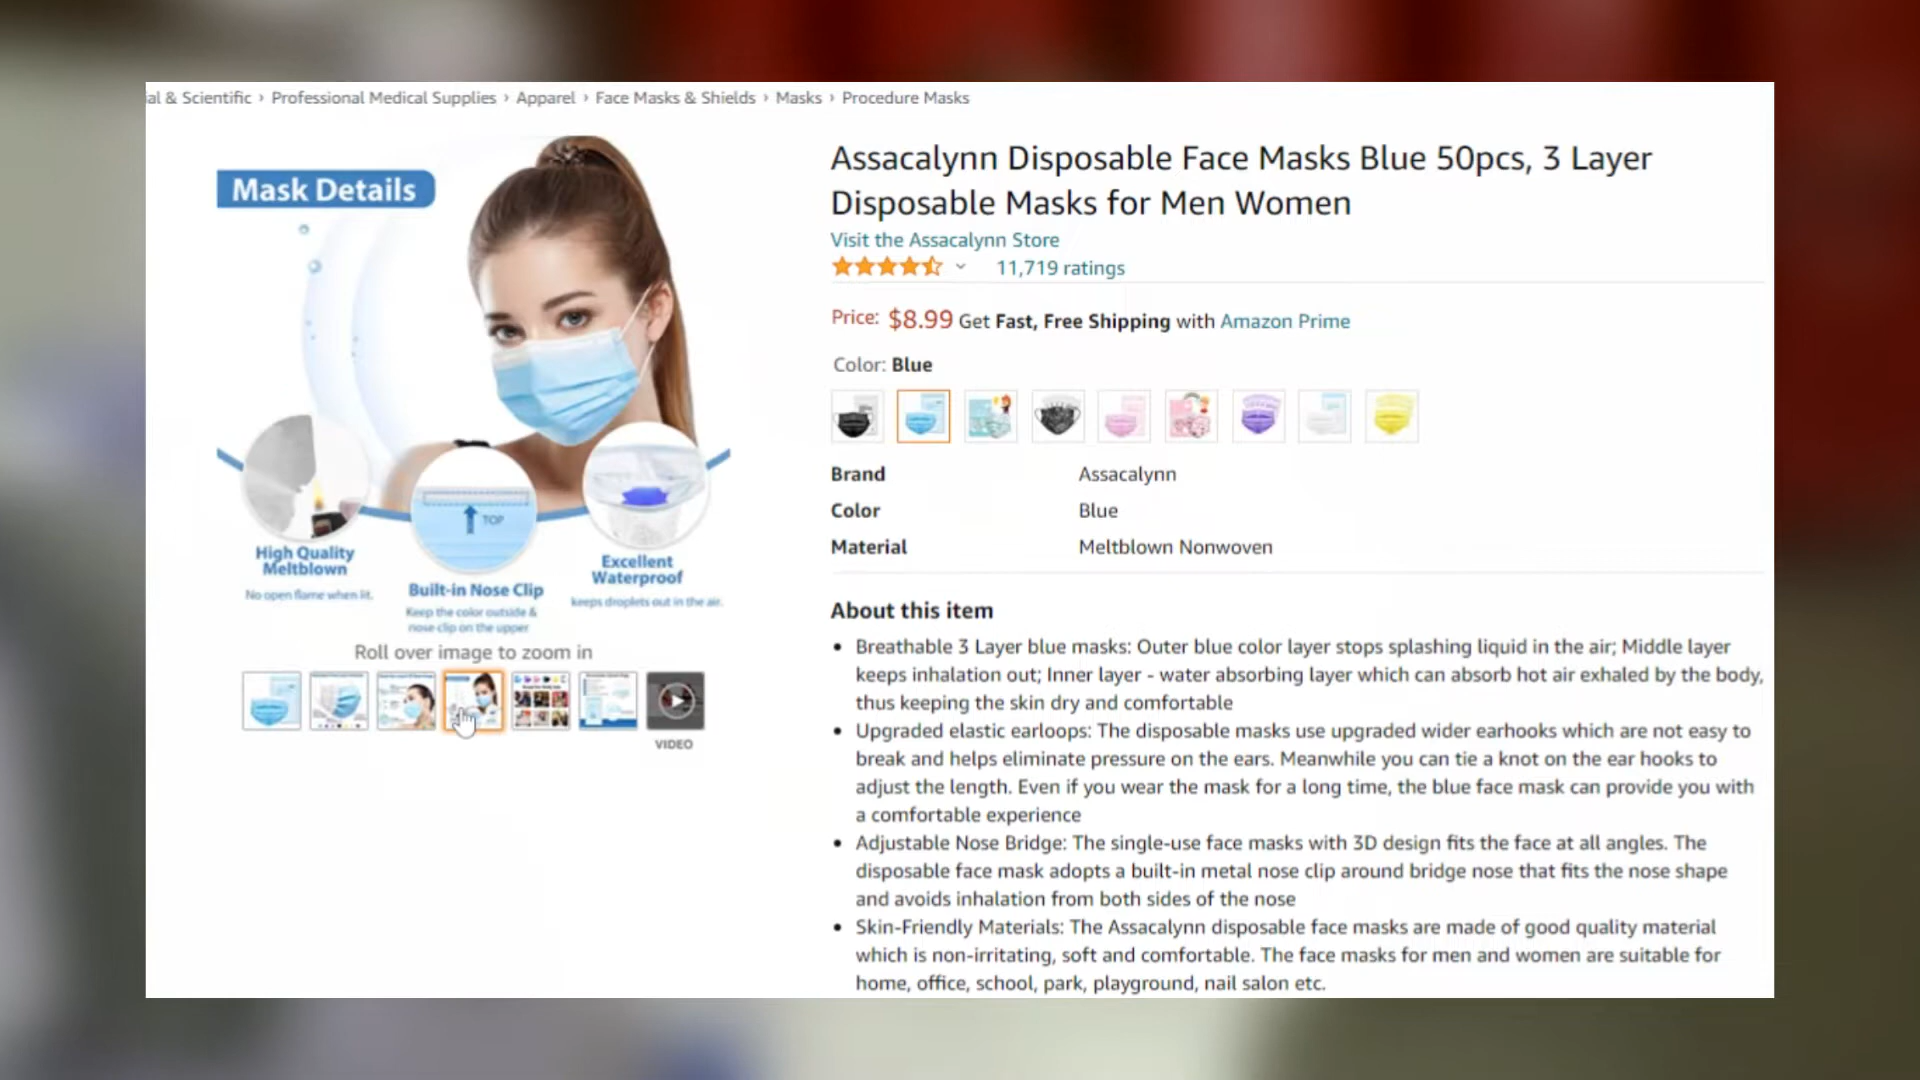 ial & Scientific › Professional Medical Supplies › Apparel › Face Masks & Shields › Masks › Procedure Masks
Mask Details
High Quality
Meltblown
No open flame when lit.
Built-in Nose Clip
Keep the color outside &
nose clip on the upper
TOP
Excellent
Waterproof
keeps droplets out in the air.
Roll over image to zoom in
VIDEO
Assacalynn Disposable Face Masks Blue 50pcs, 3 Layer
Disposable Masks for Men Women
Visit the Assacalynn Store
11,719 ratings
Price: $8.99 Get Fast, Free Shipping with Amazon Prime
Color: Blue
Brand Assacalynn
Color Blue
Material Meltblown Nonwoven
About this item
• Breathable 3 Layer blue masks: Outer blue color layer stops splashing liquid in the air; Middle layer
keeps inhalation out; Inner layer - water absorbing layer which can absorb hot air exhaled by the body,
thus keeping the skin dry and comfortable
• Upgraded elastic earloops: The disposable masks use upgraded wider earhooks which are not easy to
break and helps eliminate pressure on the ears. Meanwhile you can tie a knot on the ear hooks to
adjust the length. Even if you wear the mask for a long time, the blue face mask can provide you with
a comfortable experience
• Adjustable Nose Bridge: The single-use face masks with 3D design fits the face at all angles. The
disposable face mask adopts a built-in metal nose clip around bridge nose that fits the nose shape
and avoids inhalation from both sides of the nose
• Skin-Friendly Materials: The Assacalynn disposable face masks are made of good quality material
which is non-irritating, soft and comfortable. The face masks for men and women are suitable for
home, office, school, park, playground, nail salon etc.